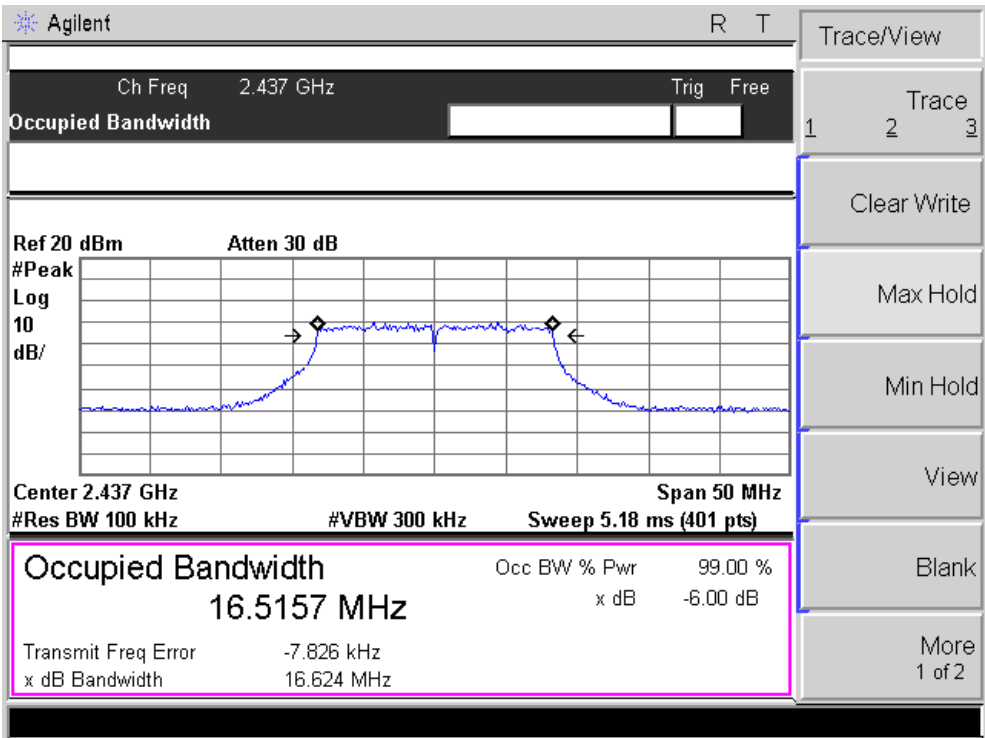 Agilent
R T
Trace/View
Ch Freq 2.437 GHz
Trig Free
Occupied Bandwidth
Trace
1 2 3
Clear Write
Max Hold
Min Hold
View
Blank
More
1 of 2
Ref 20 dBm
Atten 30 dB
#Peak
Log
10
dB/
Center 2.437 GHz
Span 50 MHz
#Res BW 100 kHz
#VBW 300 kHz
Sweep 5.18 ms (401 pts)
Occupied Bandwidth
16.5157 MHz
Occ BW % Pwr 99.00 %
x dB -6.00 dB
Transmit Freq Error -7.826 kHz
x dB Bandwidth 16.624 MHz